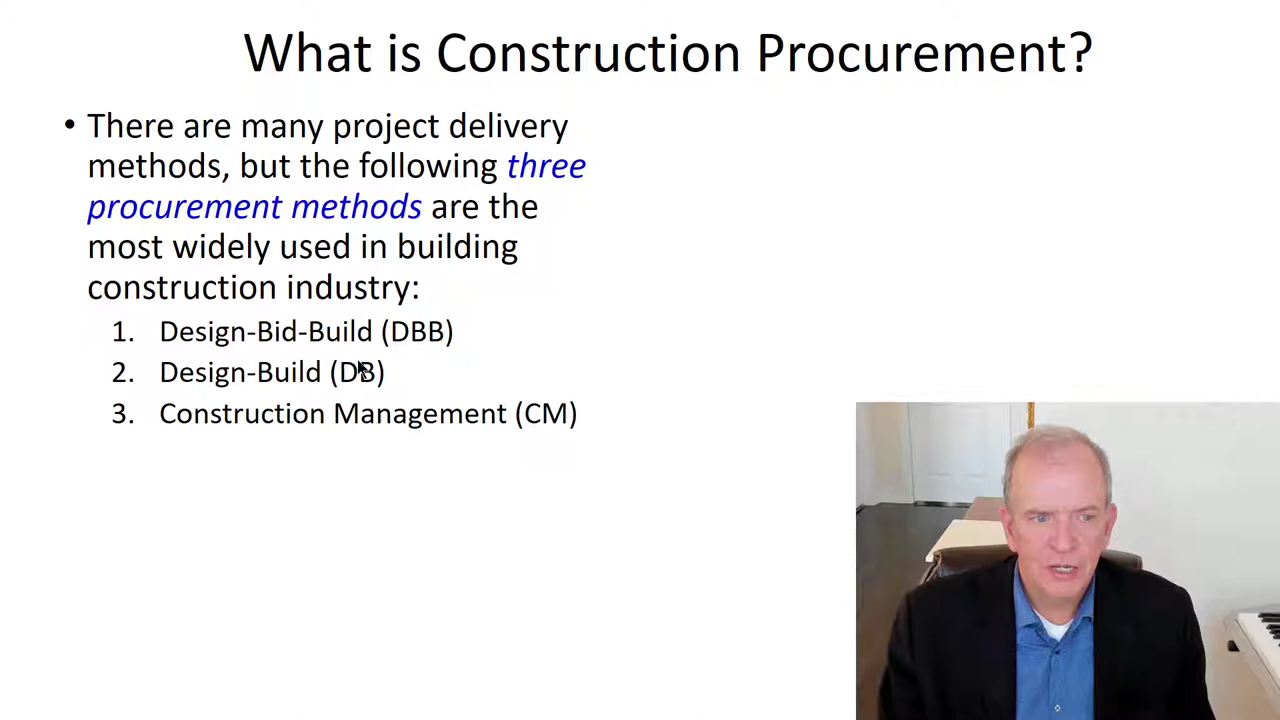 What is Construction Procurement?
• There are many project delivery
methods, but the following three
procurement methods are the
most widely used in building
construction industry:
1. Design-Bid-Build (DBB)
2. Design-Build (DB)
3. Construction Management (CM)